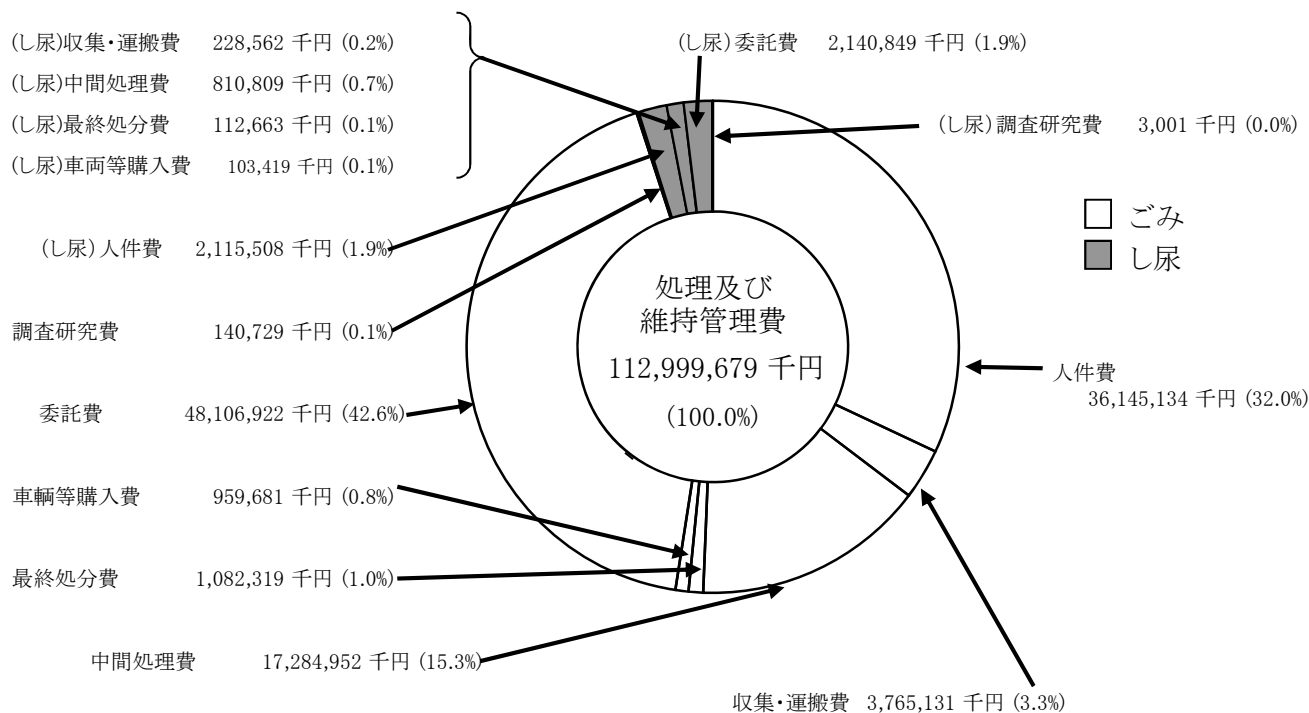 (し尿)収集・運搬費 228,562 千円 (0.2%)
(し尿)中間処理費 810,809 千円 (0.7%)
(し尿)最終処分費 112,663 千円 (0.1%)
(し尿)車両等購入費 103,419 千円 (0.1%)
(し尿)人件費 2,115,508 千円 (1.9%)
調査研究費 140,729 千円 (0.1%)
委託費 48,106,922 千円 (42.6%)
車輌等購入費 959,681 千円 (0.8%)
最終処分費 1,082,319 千円 (1.0%)
中間処理費 17,284,952 千円 (15.3%)
(し尿)委託費 2,140,849 千円 (1.9%)
(し尿)調査研究費 3,001 千円 (0.0%)
ごみ
し尿
処理及び
維持管理費
112,999,679 千円
(100.0%)
人件費
36,145,134 千円 (32.0%)
収集・運搬費 3,765,131 千円 (3.3%)